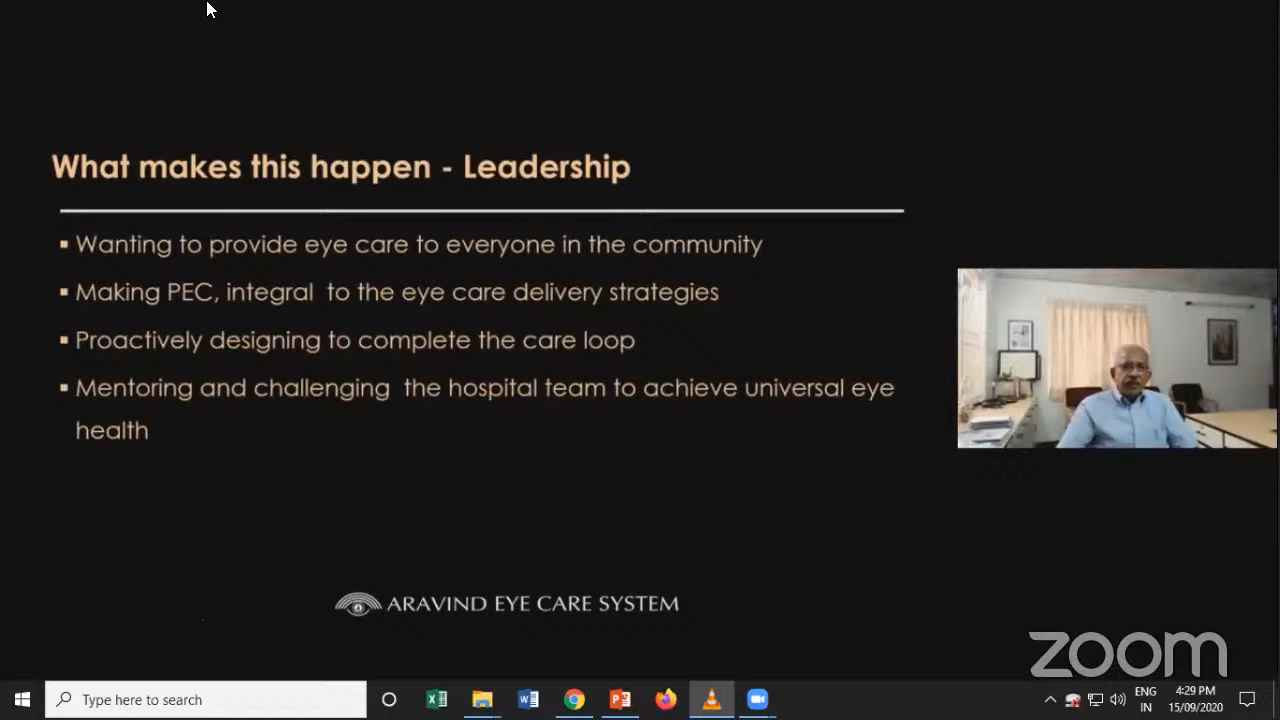 What makes this happen - Leadership
▪ Wanting to provide eye care to everyone in the community
▪ Making PEC, integral  to the eye care delivery strategies
▪ Proactively designing to complete the care loop
▪ Mentoring and challenging  the hospital team to achieve universal eye
health
ARAVIND EYE CARE SYSTEM
zoom
Type here to search
ENG
IN
4:29 PM
15/09/2020